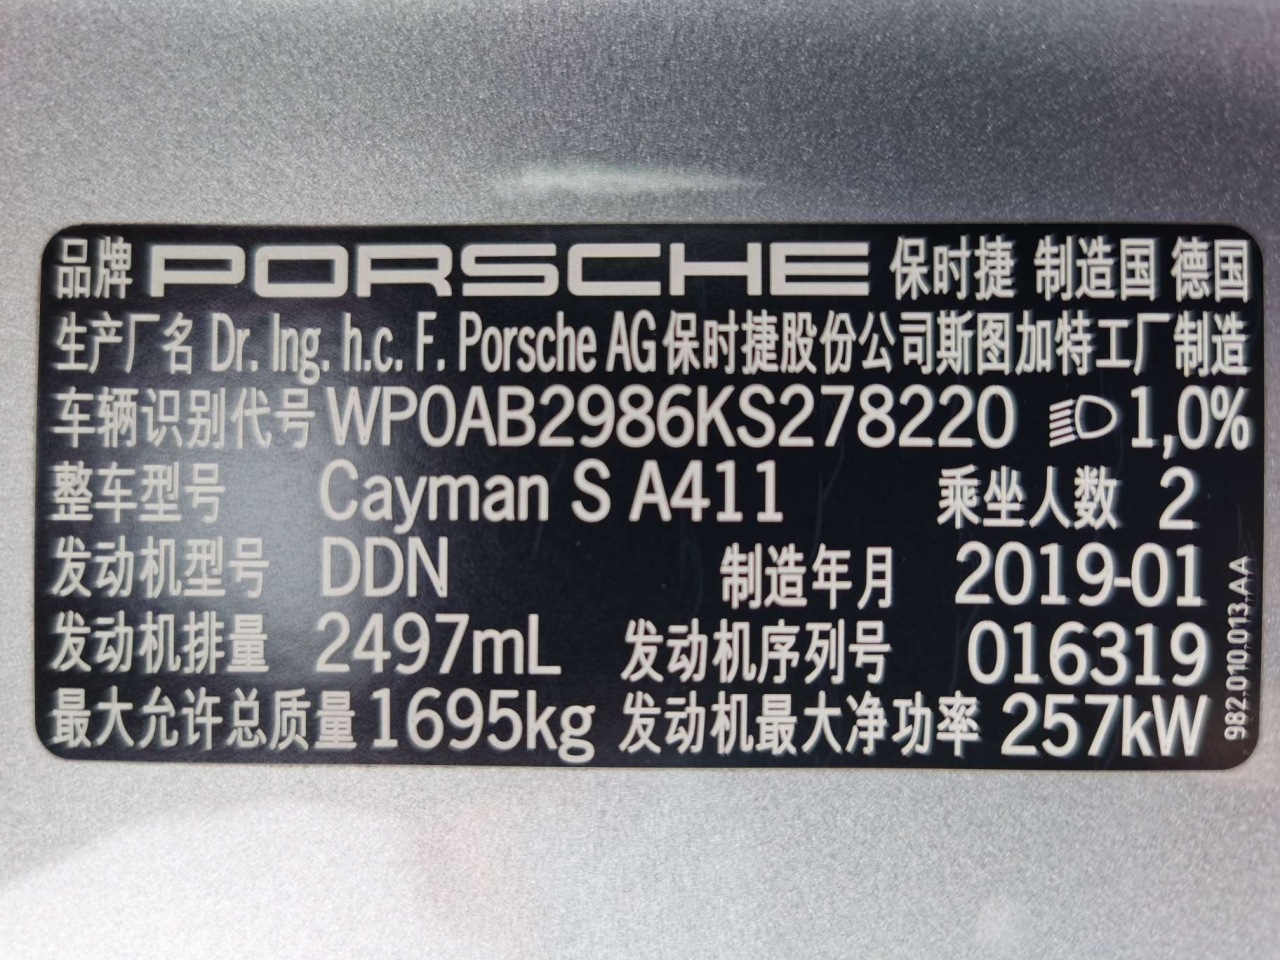 品牌 PORSCHE 保时捷 制造国 德国
生产厂名 Dr. Ing. h.c. F. Porsche AG 保时捷股份公司斯图加特工厂制造
车辆识别代号 WP0AB2986KS278220 1,0%
整车型号 Cayman S A411 乘坐人数 2
发动机型号 DDN 制造年月 2019-01
发动机排量 2497mL 发动机序列号 016319
最大允许总质量 1695kg 发动机最大净功率 257kW
982.010.013.AA